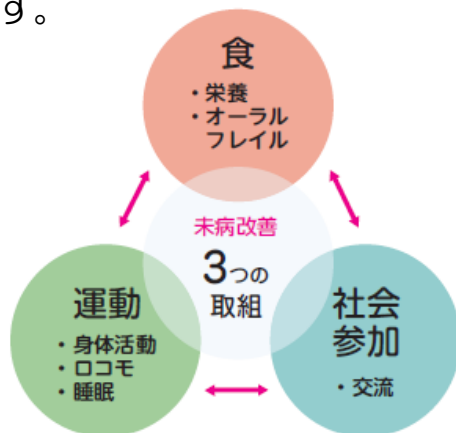 す。
食
・栄養
・オーラル
フレイル
未病改善
3つの
取組
運動
・身体活動
・ロコモ
・睡眠
社会
参加
・交流